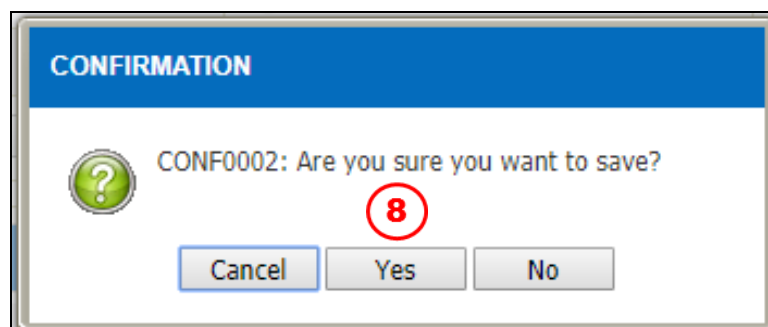 CONFIRMATION
CONF0002: Are you sure you want to save?
8
Cancel Yes No